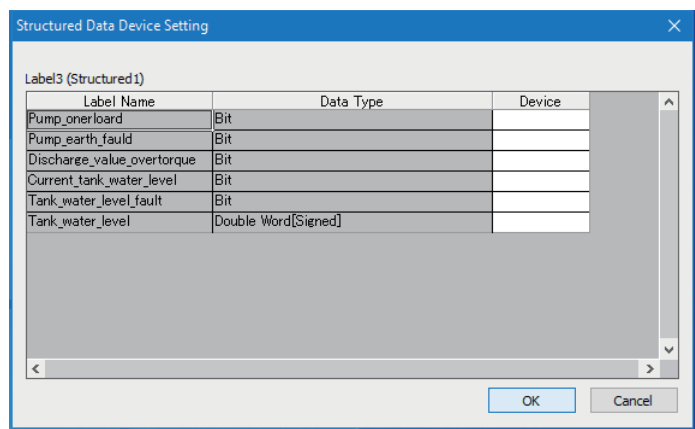 Structured Data Device Setting
Label3 (Structured1)
Label Name Data Type Device
Pump_onerloard Bit
Pump_earth_fauld Bit
Discharge_value_overtorque Bit
Current_tank_water_level Bit
Tank_water_level_fault Bit
Tank_water_level Double Word[Signed]
OK Cancel